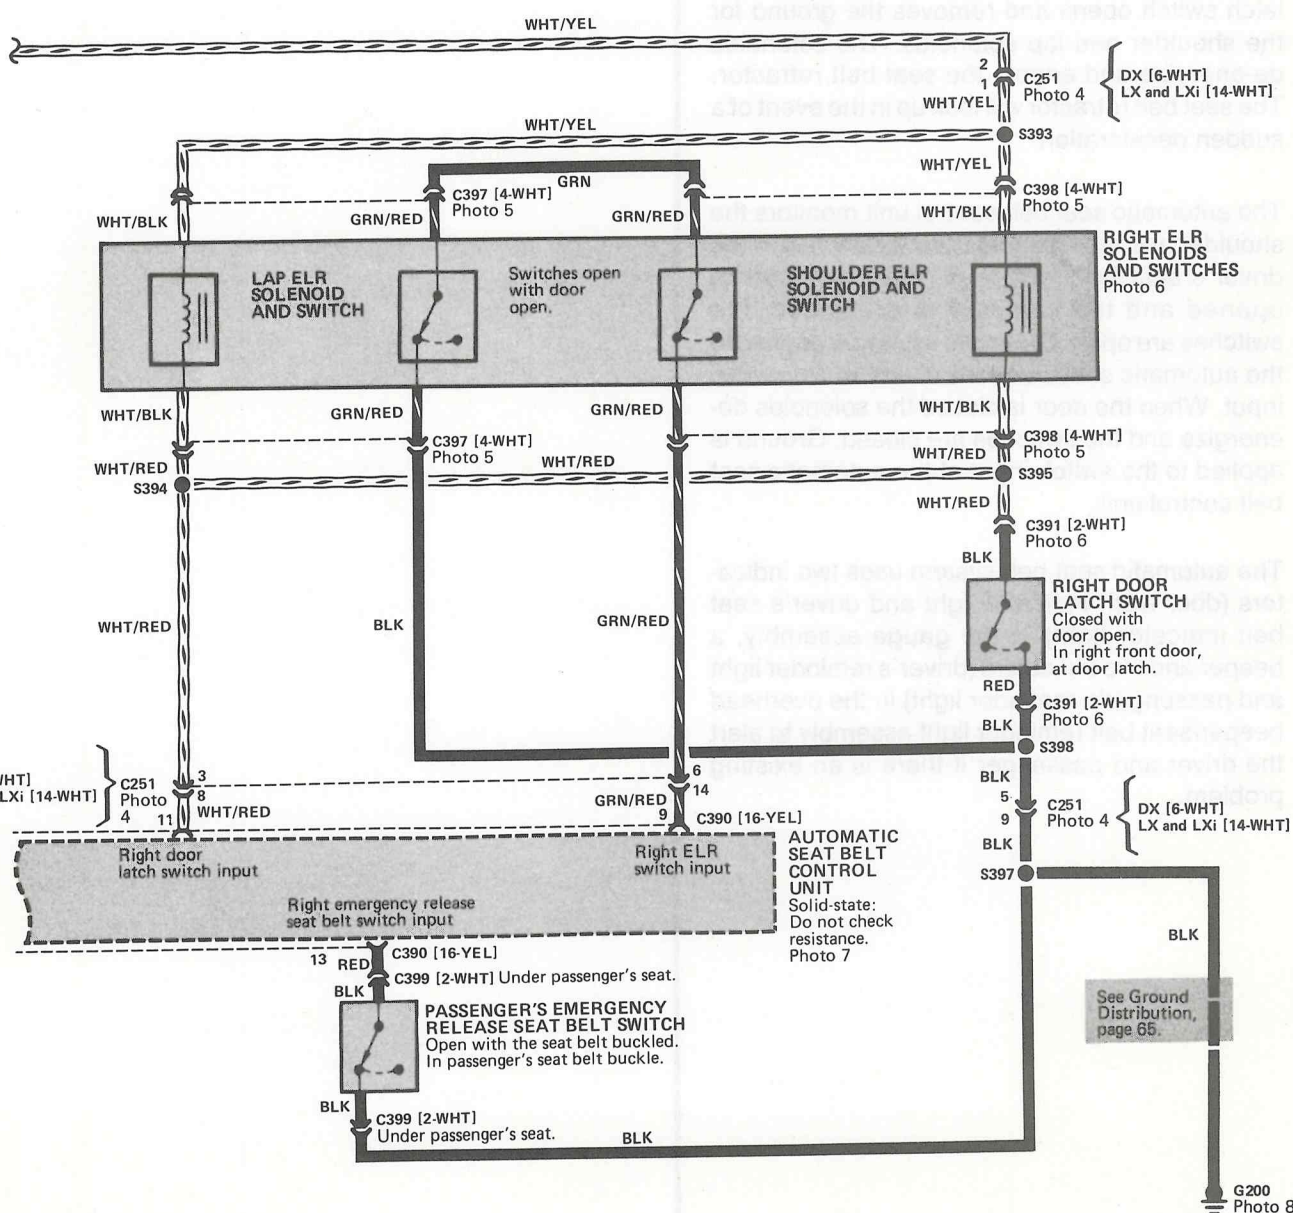 WHT/YEL
2
1
C251
Photo 4
DX [6-WHT]
LX and LXi [14-WHT]
WHT/YEL
WHT/YEL
S393
WHT/YEL
GRN
C397 [4-WHT]
Photo 5
C398 [4-WHT]
Photo 5
WHT/BLK
GRN/RED
GRN/RED
WHT/BLK
RIGHT ELR
SOLENOIDS
AND SWITCHES
Photo 6
LAP ELR
SOLENOID
AND SWITCH
Switches open
with door
open.
SHOULDER ELR
SOLENOID AND
SWITCH
WHT/BLK
GRN/RED
GRN/RED
WHT/BLK
C397 [4-WHT]
Photo 5
C398 [4-WHT]
Photo 5
WHT/RED
WHT/RED
WHT/RED
S394
S395
WHT/RED
C391 [2-WHT]
Photo 6
BLK
RIGHT DOOR
LATCH SWITCH
Closed with
door open.
In right front door,
at door latch.
WHT/RED
BLK
GRN/RED
RED
C391 [2-WHT]
Photo 6
BLK
S398
WHT]
LXi [14-WHT]
C251
Photo
4
3
8
11
WHT/RED
6
14
GRN/RED
9
C390 [16-YEL]
BLK
5
9
C251
Photo 4
DX [6-WHT]
LX and LXi [14-WHT]
BLK
Right door
latch switch input
Right ELR
switch input
AUTOMATIC
SEAT BELT
CONTROL
UNIT
Solid-state:
Do not check
resistance.
Photo 7
S397
Right emergency release
seat belt switch input
BLK
13
C390 [16-YEL]
RED
C399 [2-WHT] Under passenger's seat.
BLK
PASSENGER'S EMERGENCY
RELEASE SEAT BELT SWITCH
Open with the seat belt buckled.
In passenger's seat belt buckle.
See Ground
Distribution,
page 65.
BLK
C399 [2-WHT]
Under passenger's seat.
BLK
G200
Photo 8